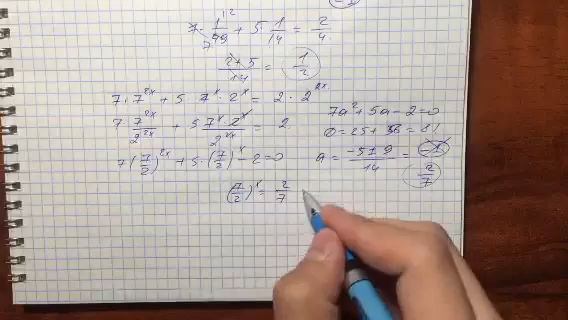 7 · 1/49 + 5 1/14 = 2/4
2+5/14 = 1/2
7 · 7^2x + 5 · 7^x · 2^x = 2 · 2^2x
7 7^2x/2^2x + 5 7^x 2^x/2^2x = 2
7 (7/2)^2x + 5 · (7/2)^x - 2 = 0
(7/2)^x = 2/7
7a² + 5a - 2 = 0
D = 25 + 56 = 81
a = -5±9/14 = -1
2/7